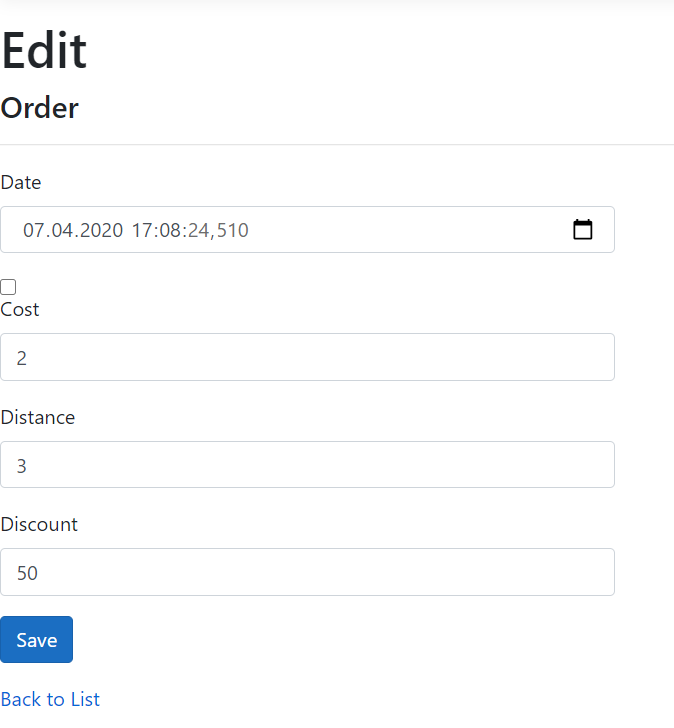 Edit
Order
Date
07.04.2020 17:08:24,510
Cost
2
Distance
3
Discount
50
Save
Back to List